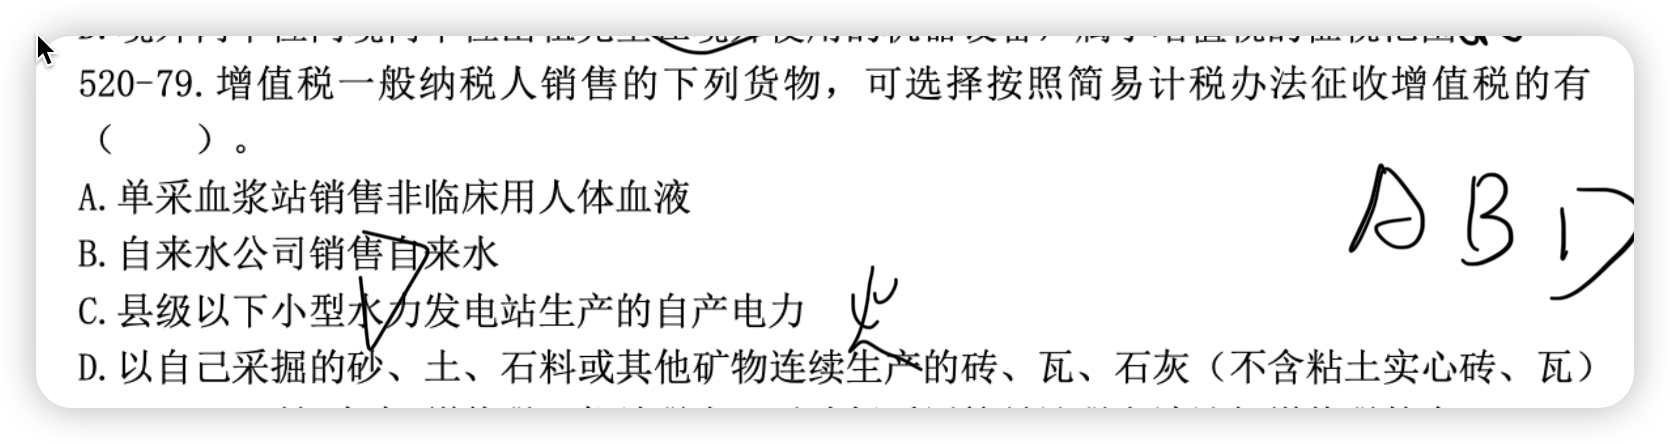 520-79. 增值税一般纳税人销售的下列货物，可选择按照简易计税办法征收增值税的有
（　　）。
A. 单采血浆站销售非临床用人体血液
B. 自来水公司销售自来水
C. 县级以下小型水力发电站生产的自产电力
D. 以自己采掘的砂、土、石料或其他矿物连续生产的砖、瓦、石灰（不含粘土实心砖、瓦）
A B D